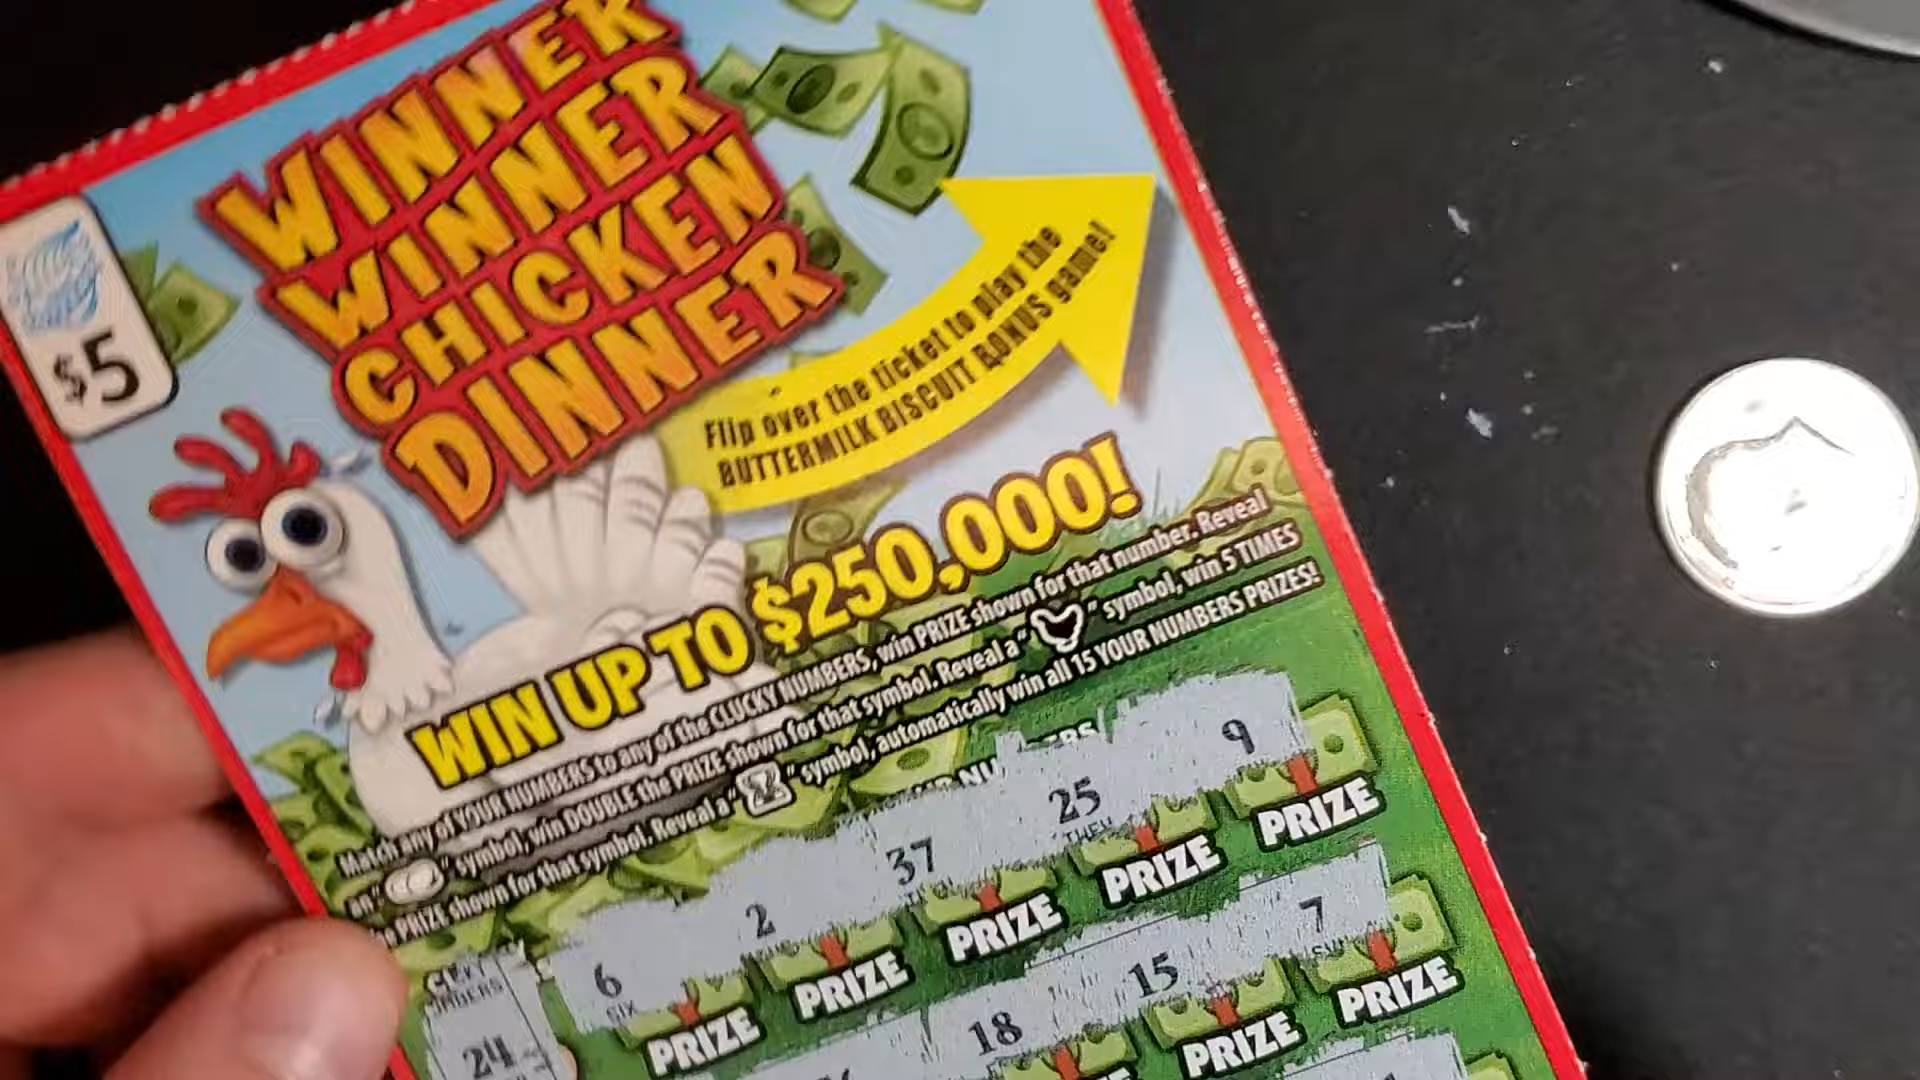 WINNER
WINNER
CHICKEN
DINNER
$5
Flip over the ticket to play the
BUTTERMILK BISCUIT BONUS game!
WIN UP TO $250,000!
Match any of YOUR NUMBERS to any of the CLUCKY NUMBERS, win PRIZE shown for that number. Reveal
an " " symbol, win DOUBLE the PRIZE shown for that symbol. Reveal a " " symbol, win 5 TIMES
the PRIZE shown for that symbol. Reveal a " " symbol, automatically win all 15 YOUR NUMBERS PRIZES!
6 2 37 25 9
SIX
PRIZE PRIZE PRIZE PRIZE PRIZE
24 18 15 7
PRIZE PRIZE